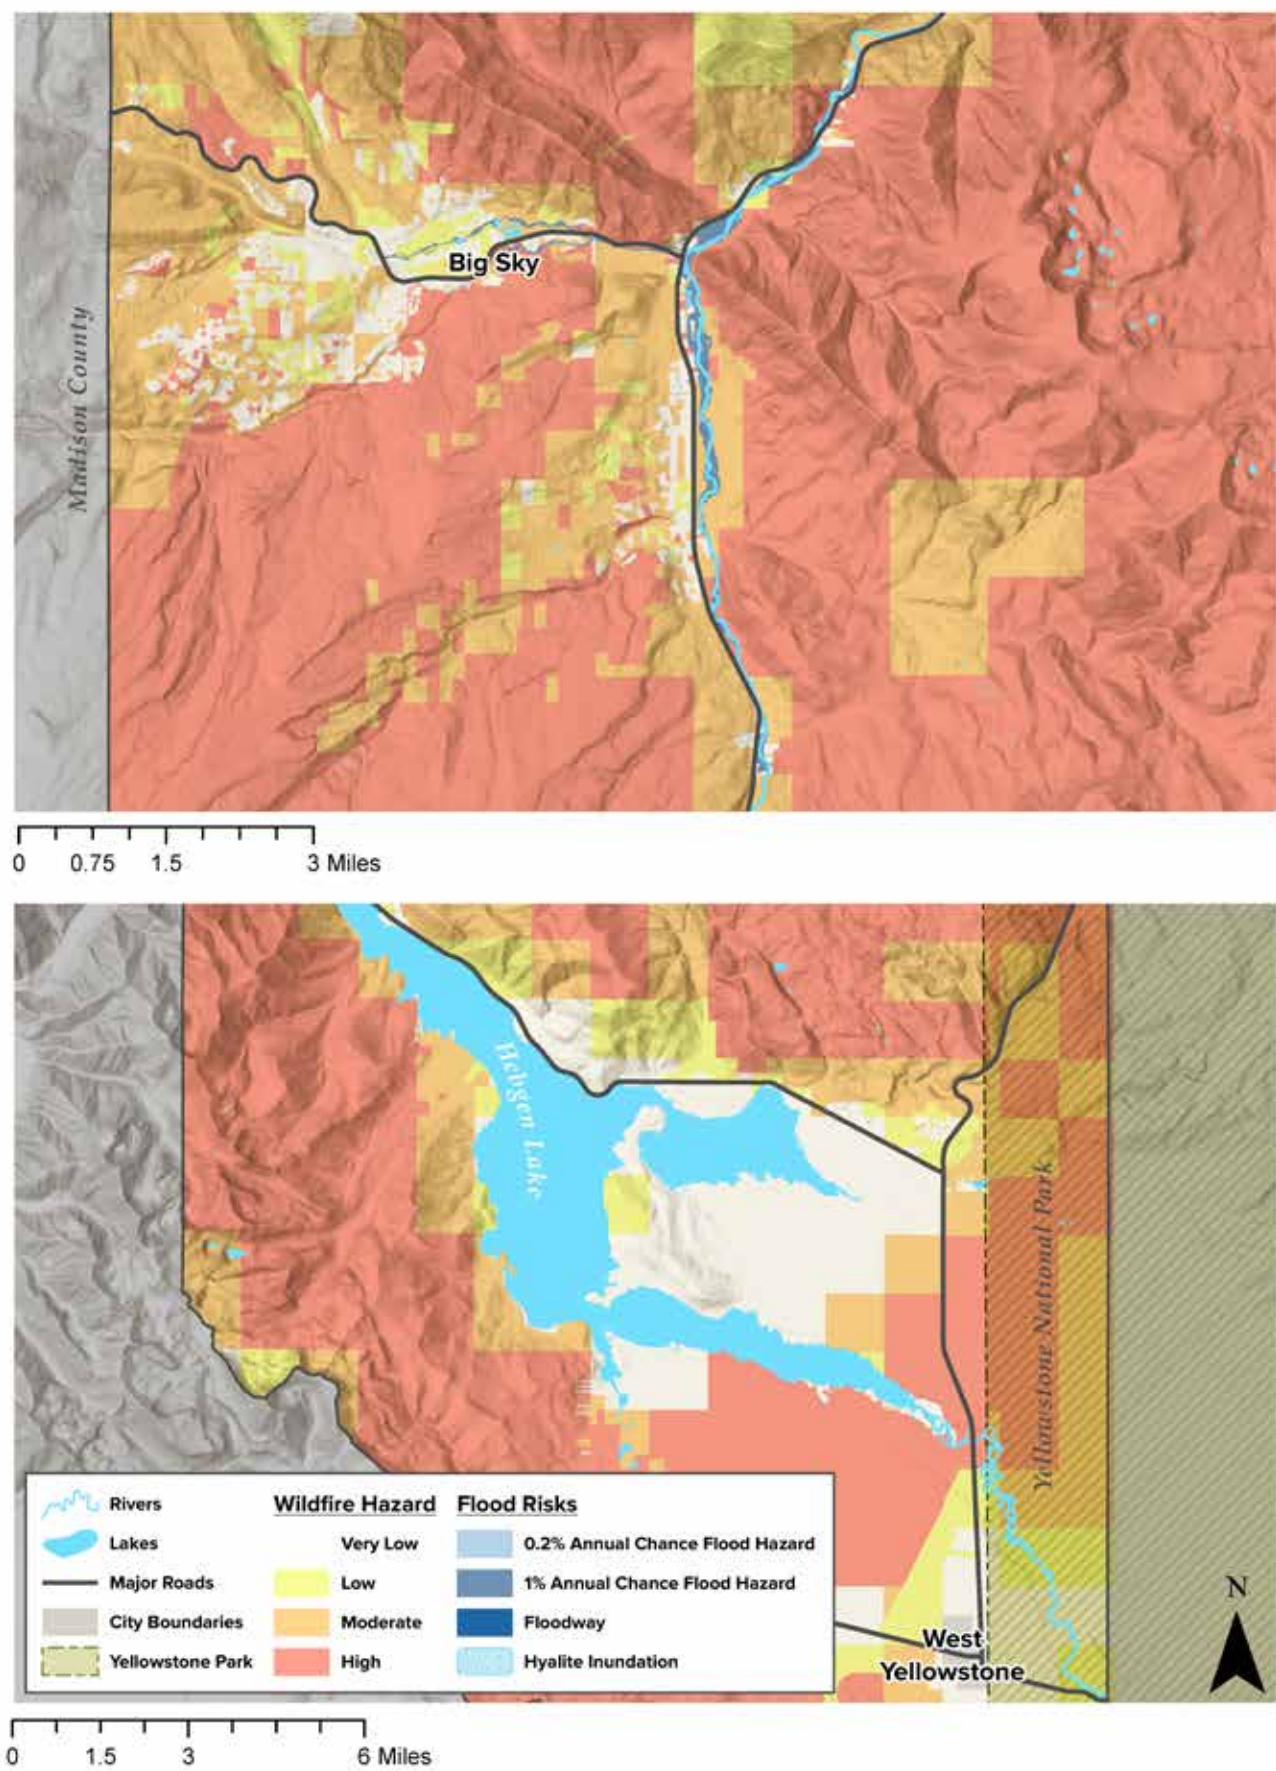 Big Sky
Madison County
0 0.75 1.5 3 Miles
Hebgen Lake
Yellowstone National Park
Rivers
Lakes
Major Roads
City Boundaries
Yellowstone Park
Wildfire Hazard
Very Low
Low
Moderate
High
Flood Risks
0.2% Annual Chance Flood Hazard
1% Annual Chance Flood Hazard
Floodway
Hyalite Inundation
West
Yellowstone
N
0 1.5 3 6 Miles